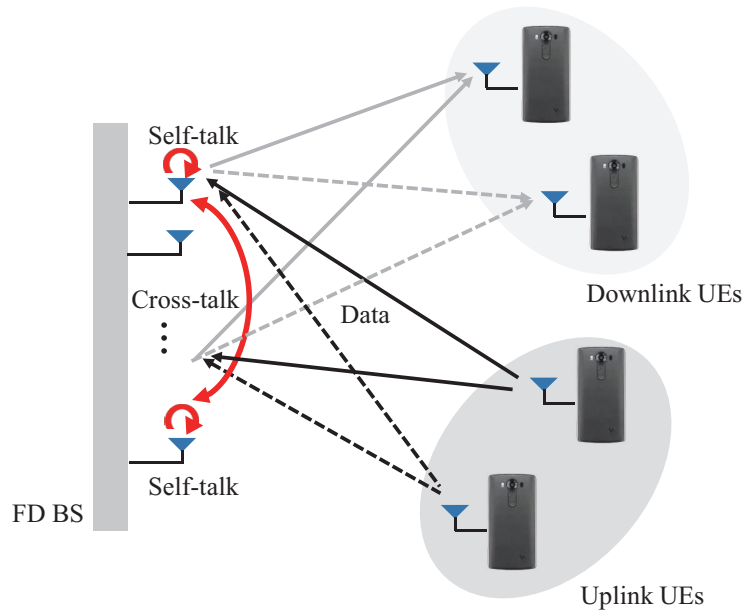 Self-talk
Cross-talk
Data
Downlink UEs
Self-talk
FD BS
Uplink UEs